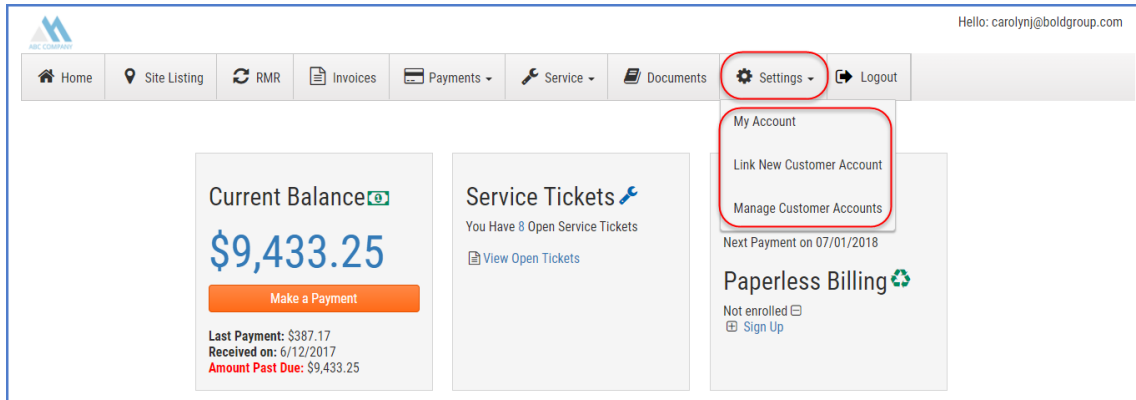 Hello: carolynj@boldgroup.com
ABC COMPANY
Home Site Listing RMR Invoices Payments Service Documents Settings Logout
My Account
Link New Customer Account
Manage Customer Accounts
Current Balance
$9,433.25
Make a Payment
Last Payment: $387.17
Received on: 6/12/2017
Amount Past Due: $9,433.25
Service Tickets
You Have 8 Open Service Tickets
View Open Tickets
Next Payment on 07/01/2018
Paperless Billing
Not enrolled
Sign Up